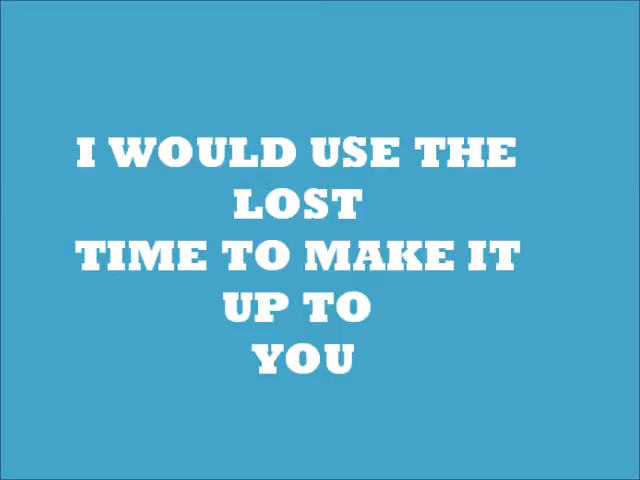 I WOULD USE THE
LOST
TIME TO MAKE IT
UP TO
YOU